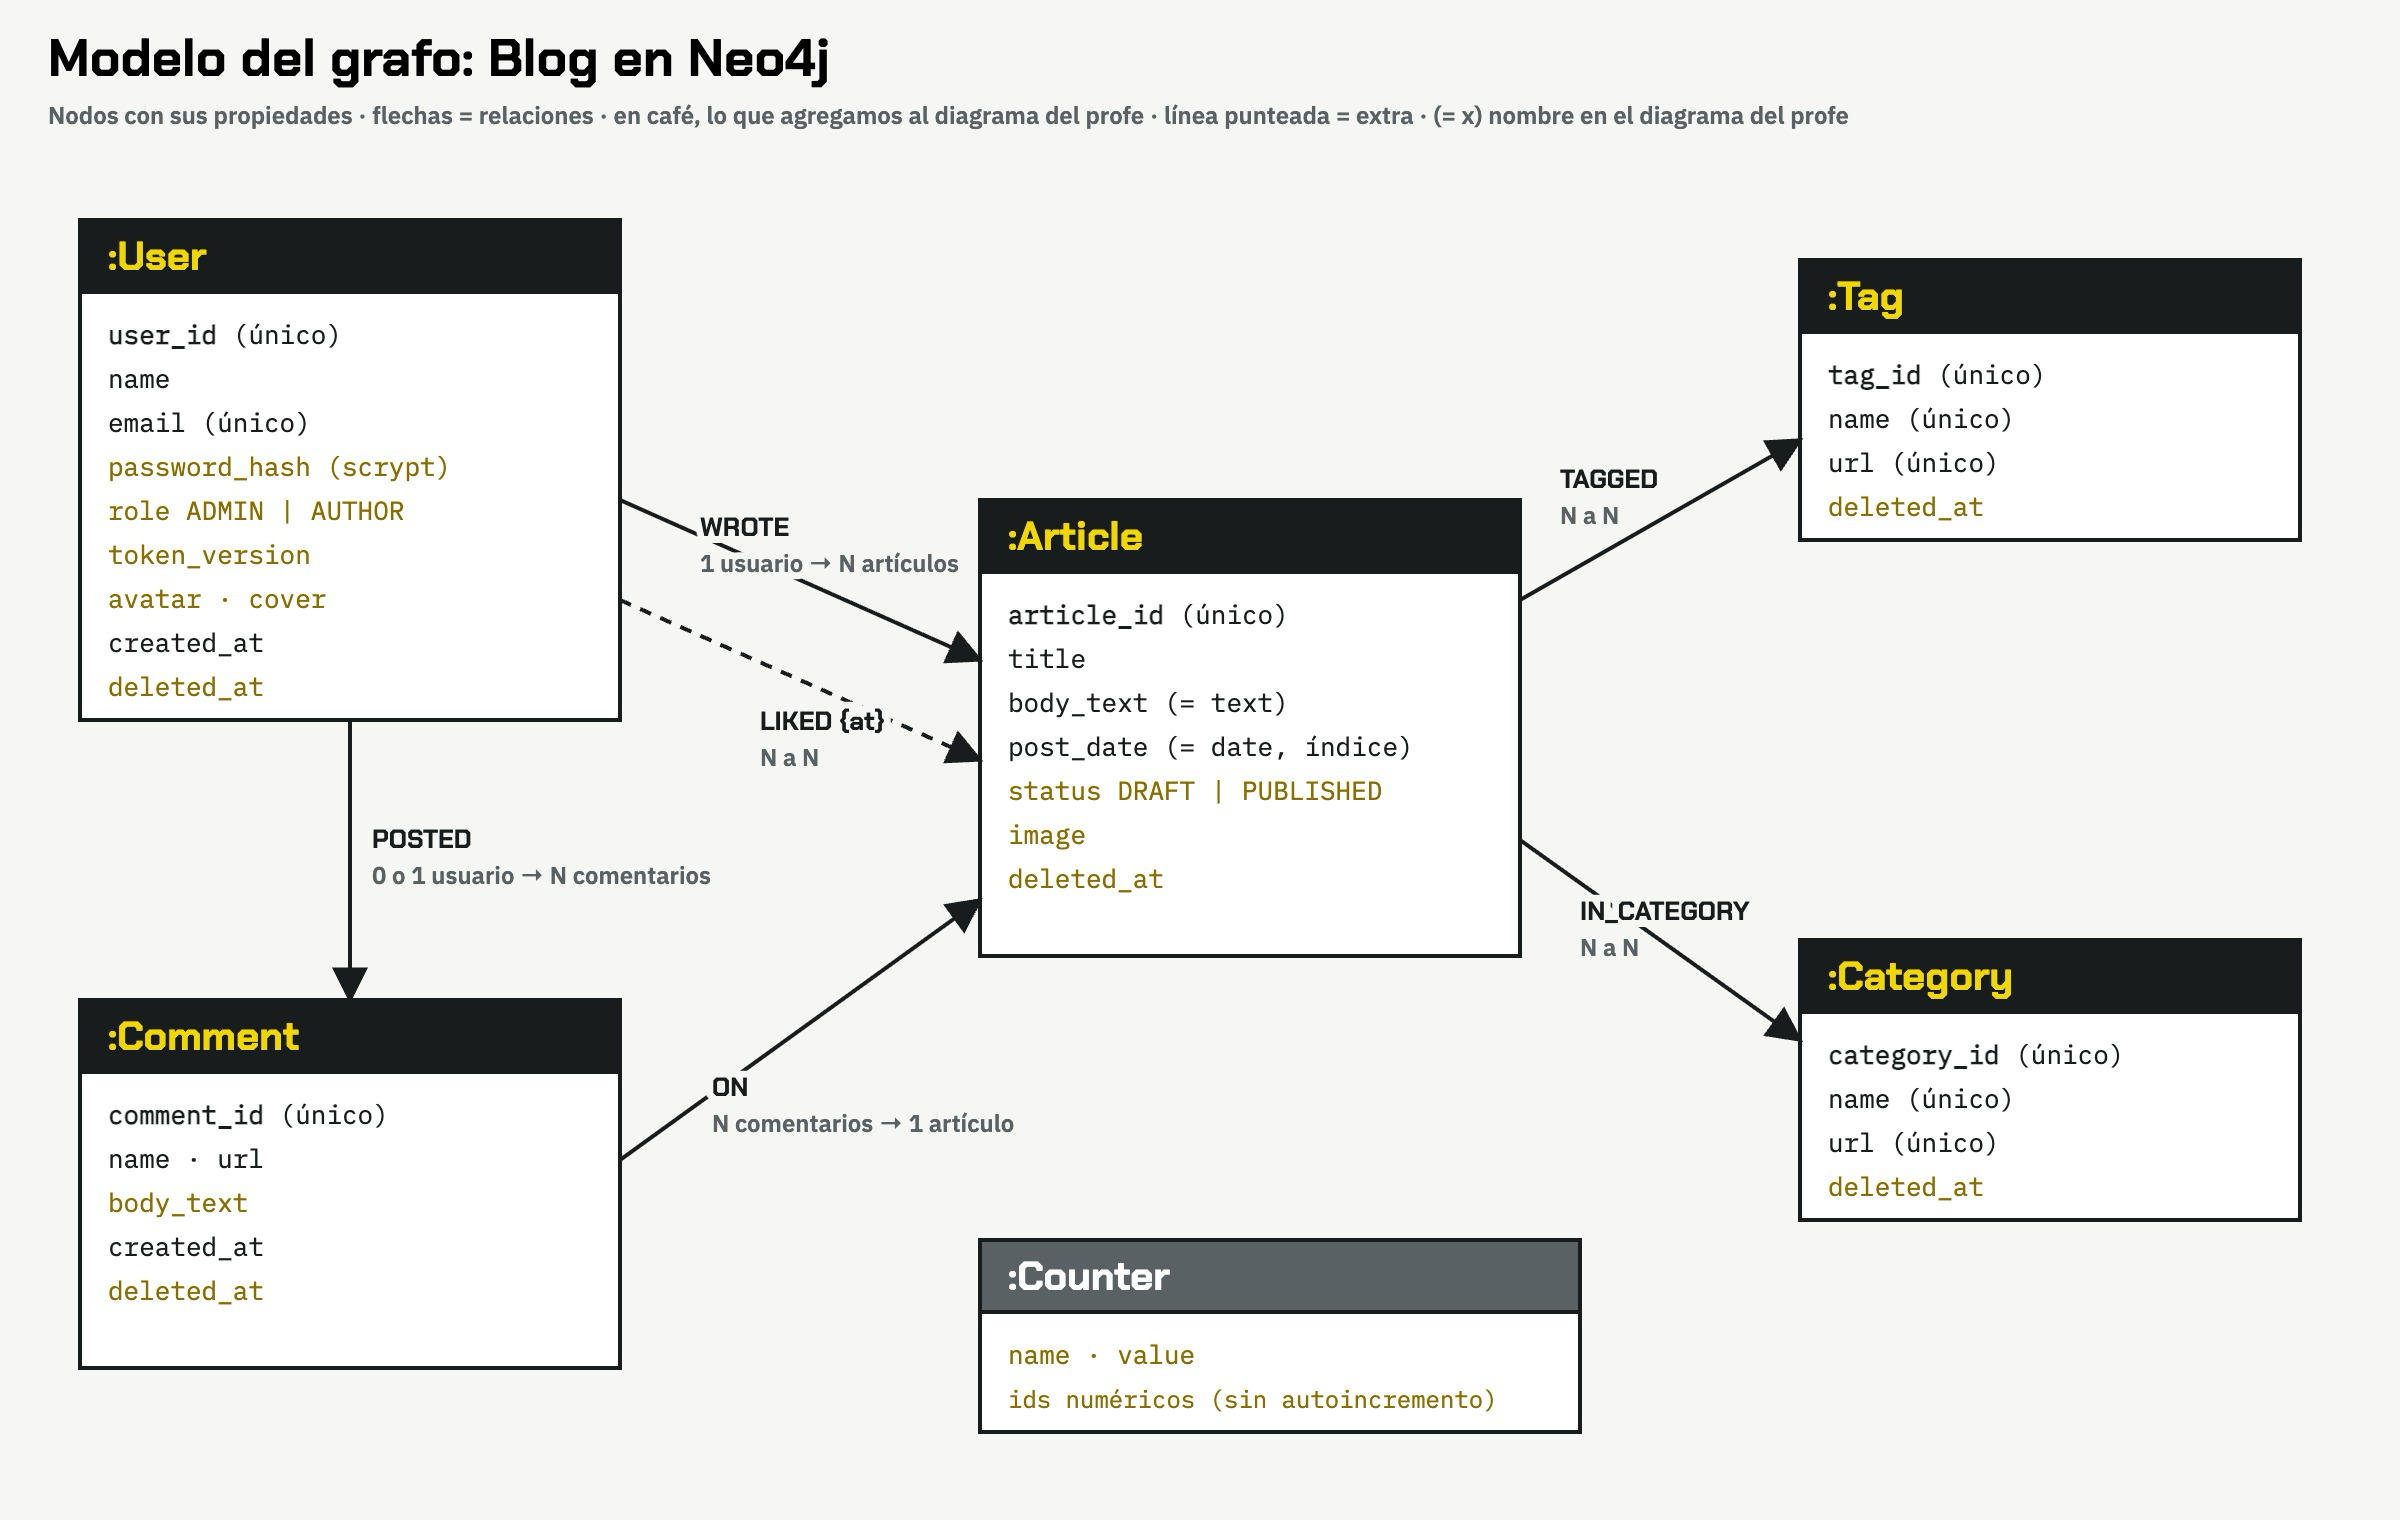 Modelo del grafo: Blog en Neo4j
Nodos con sus propiedades · flechas = relaciones · en café, lo que agregamos al diagrama del profe · línea punteada = extra · (= x) nombre en el diagrama del profe
:User
user_id (único)
name
email (único)
password_hash (scrypt)
role ADMIN | AUTHOR
token_version
avatar · cover
created_at
deleted_at
WROTE
1 usuario → N artículos
LIKED {at}
N a N
POSTED
0 o 1 usuario → N comentarios
:Comment
comment_id (único)
name · url
body_text
created_at
deleted_at
ON
N comentarios → 1 artículo
:Article
article_id (único)
title
body_text (= text)
post_date (= date, índice)
status DRAFT | PUBLISHED
image
deleted_at
TAGGED
N a N
:Tag
tag_id (único)
name (único)
url (único)
deleted_at
IN_CATEGORY
N a N
:Category
category_id (único)
name (único)
url (único)
deleted_at
:Counter
name · value
ids numéricos (sin autoincremento)